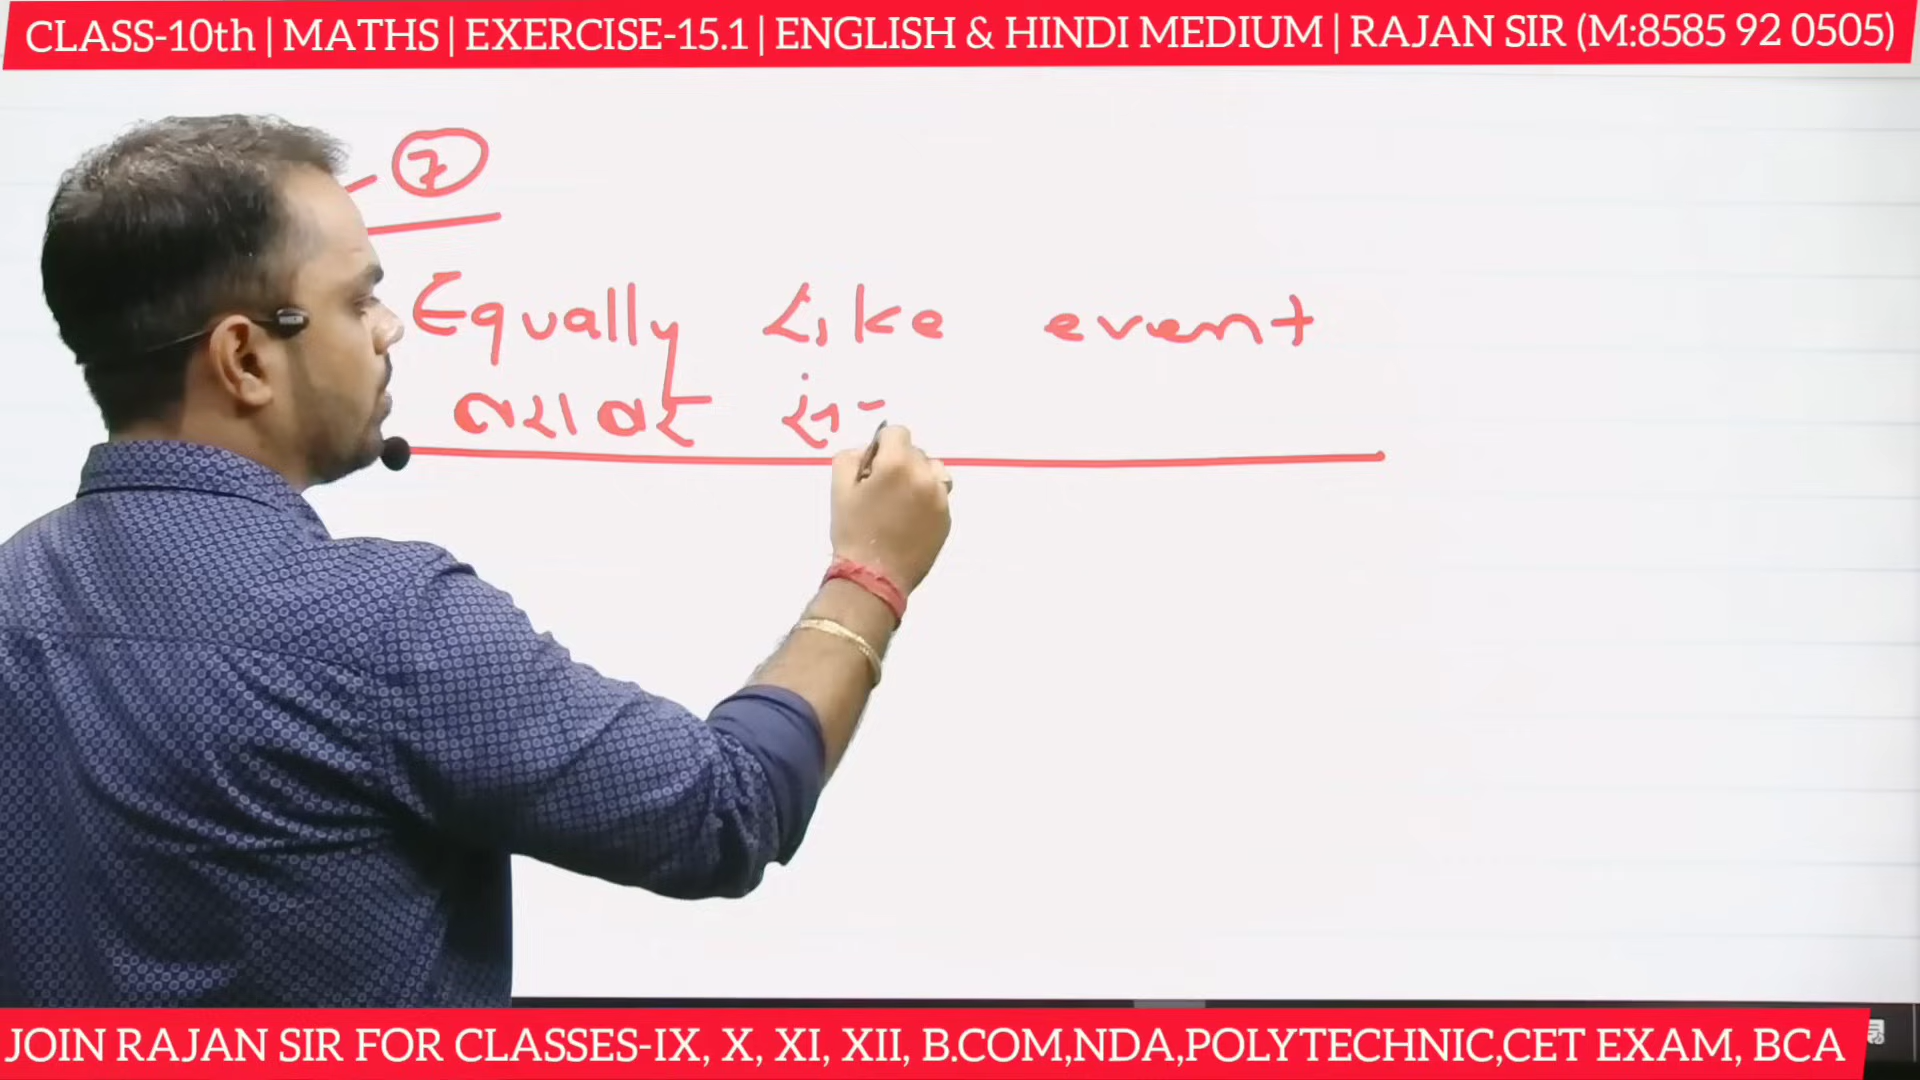 CLASS-10th | MATHS | EXERCISE-15.1 | ENGLISH & HINDI MEDIUM | RAJAN SIR (M:8585 92 0505)
7
Equally Like event
बराबर सं
JOIN RAJAN SIR FOR CLASSES-IX, X, XI, XII, B.COM,NDA,POLYTECHNIC,CET EXAM, BCA